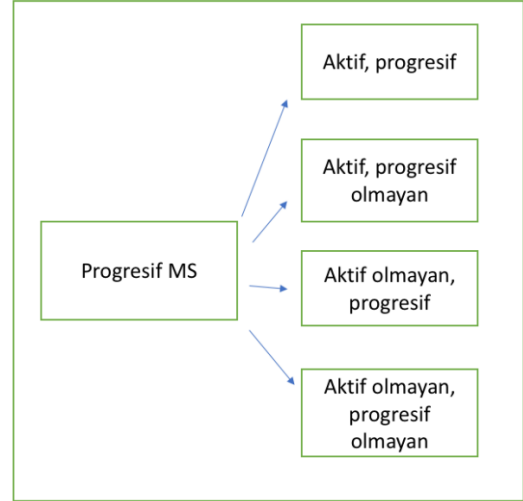 Aktif, progresif
Aktif, progresif
olmayan
Progresif MS
Aktif olmayan,
progresif
Aktif olmayan,
progresif
olmayan